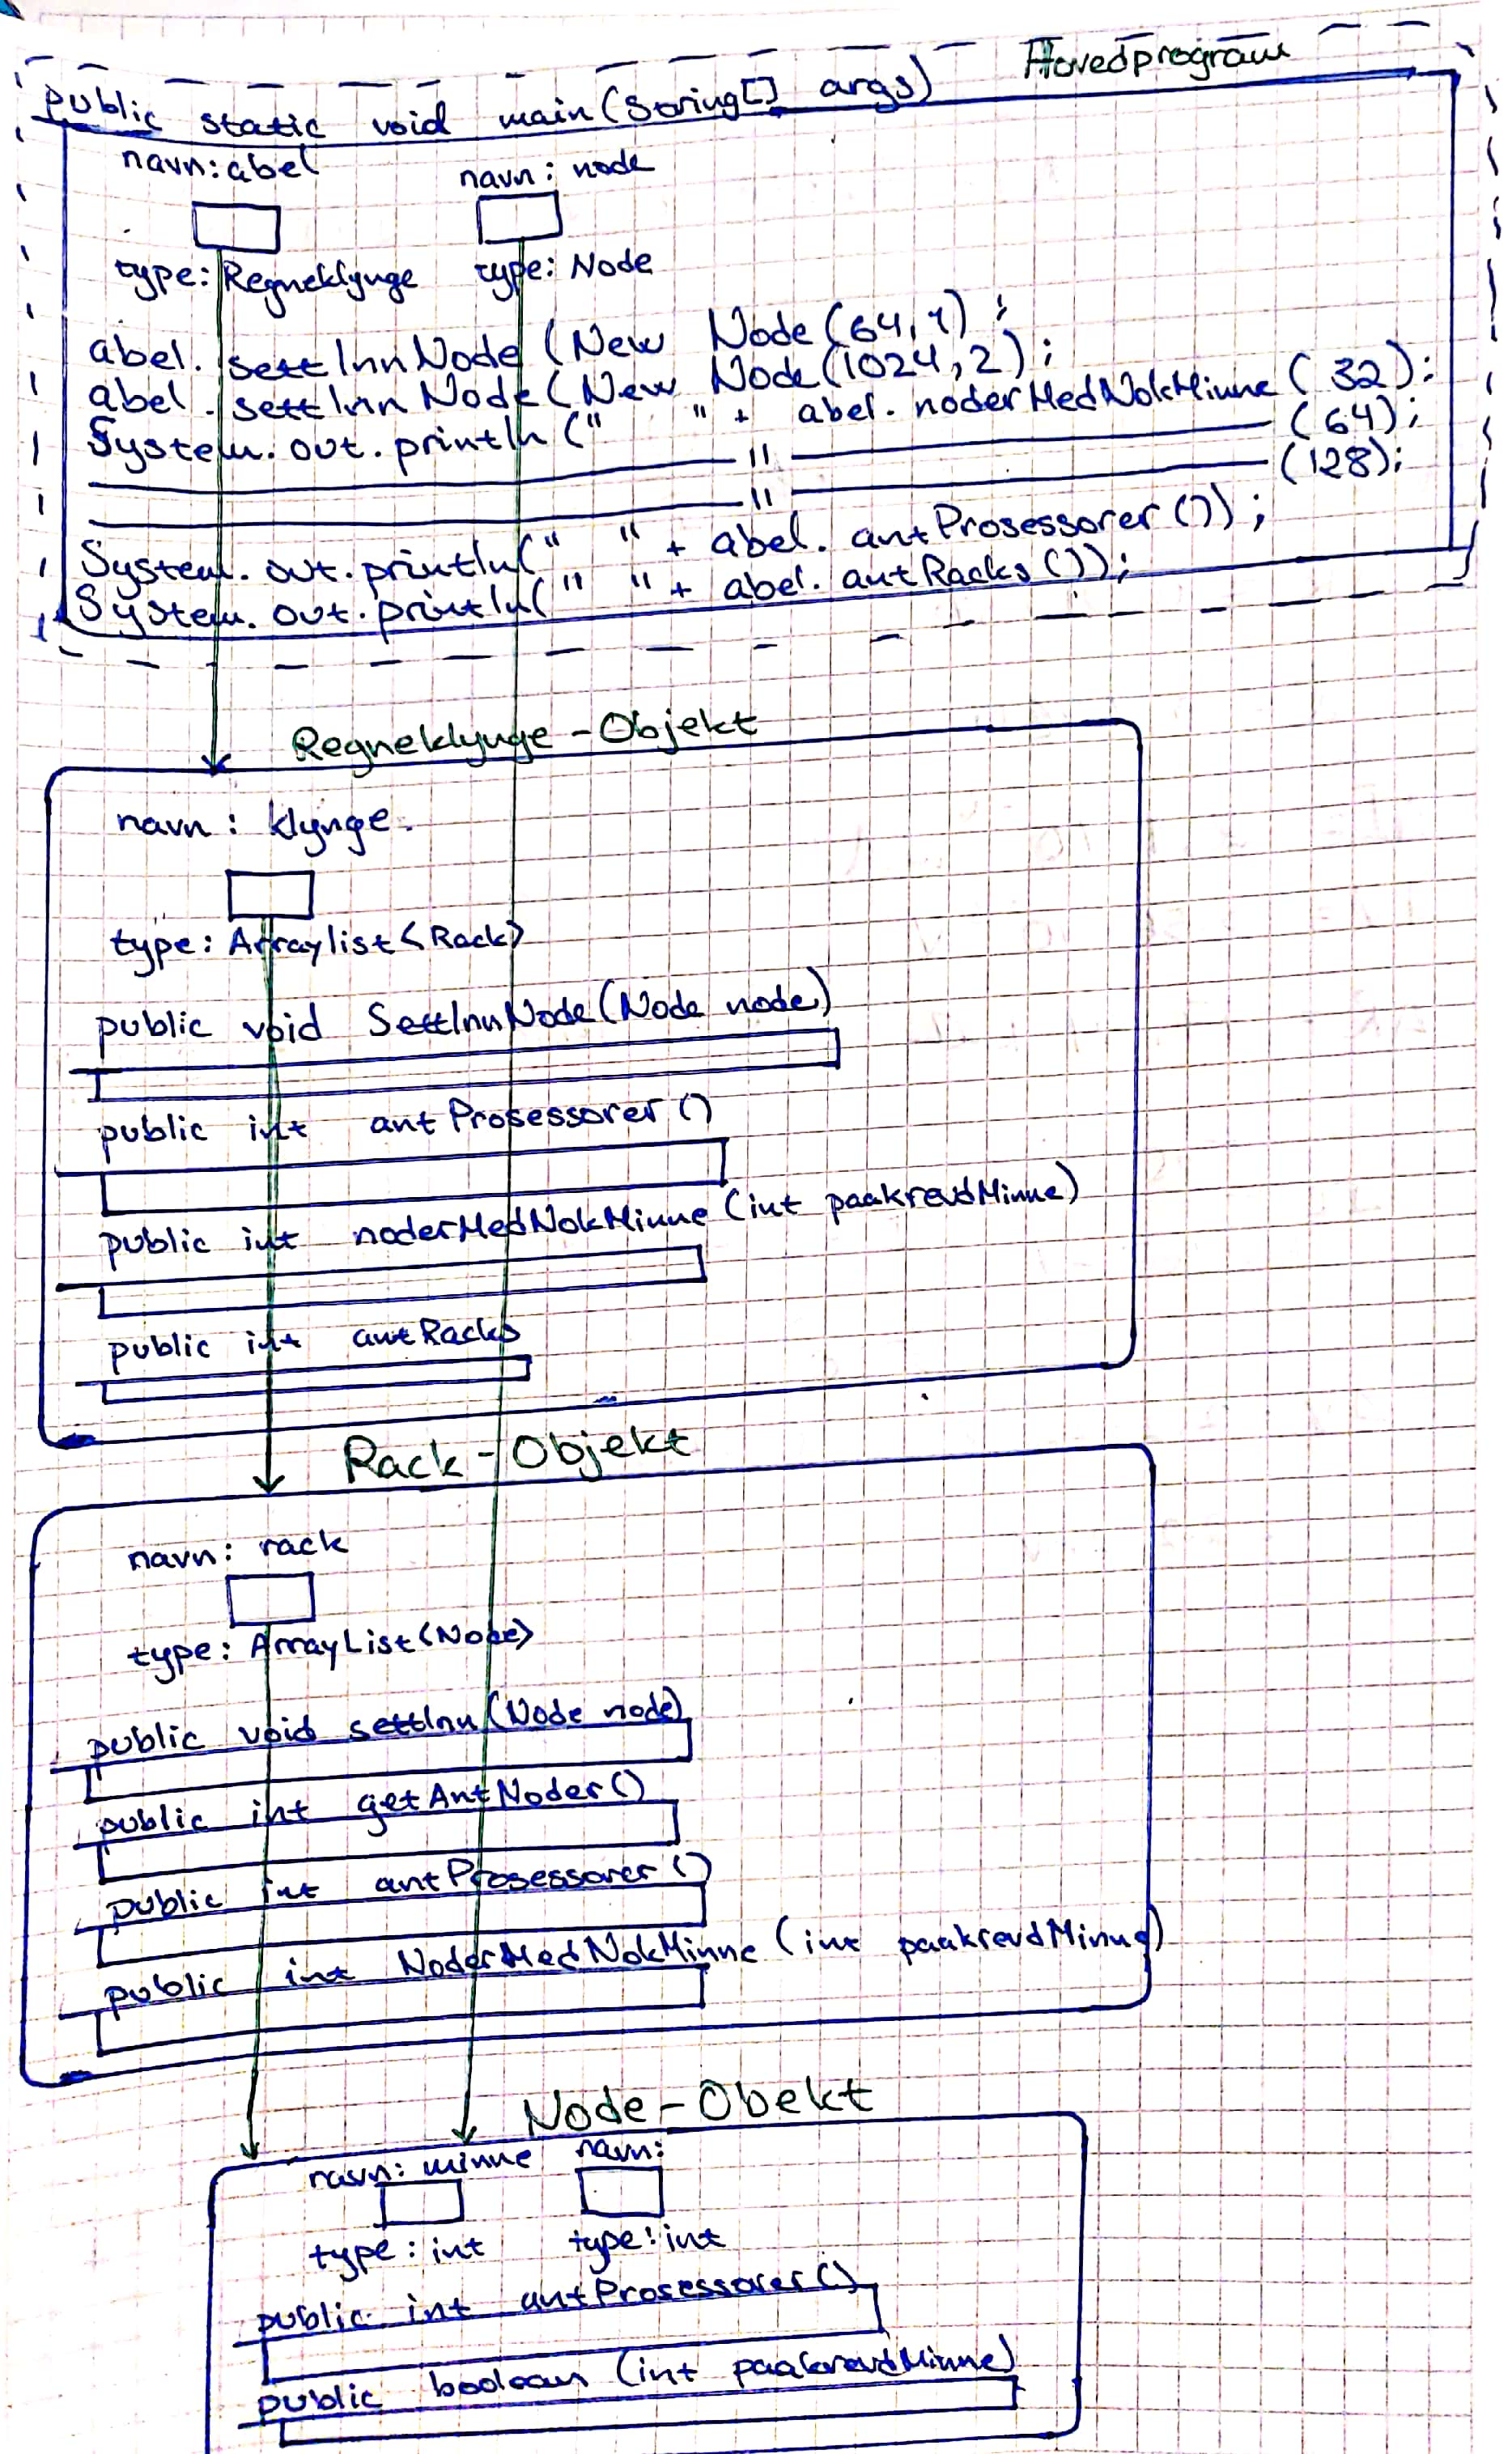 Hovedprogram
public static void main(String[] args)
navn: abel navn: node
type: Regneklynge type: Node
abel.settInnNode(New Node(64,1);
abel.settInnNode(New Node(1024,2);
System.out.println(" " + abel.noderMedNokMinne(32);
—— " —— (64);
—— " —— (128);
System.out.println(" " + abel.antProsessorer());
System.out.println(" " + abel.antRacks());
Regneklynge-Objekt
navn: klynge.
type: Arraylist<Rack>
public void SettInnNode(Node node)
public int antProsessorer()
public int noderMedNokMinne(int paakrevdMinne)
public int antRacks
Rack-Objekt
navn: rack
type: ArrayList<Node>
public void settInn(Node node)
public int getAntNoder()
public int antProsessorer()
public int NoderMedNokMinne(int paakrevdMinne)
Node-Obekt
navn: minne navn:
type: int type: int
public int antProsessorer()
public boolean (int paakrevdMinne)